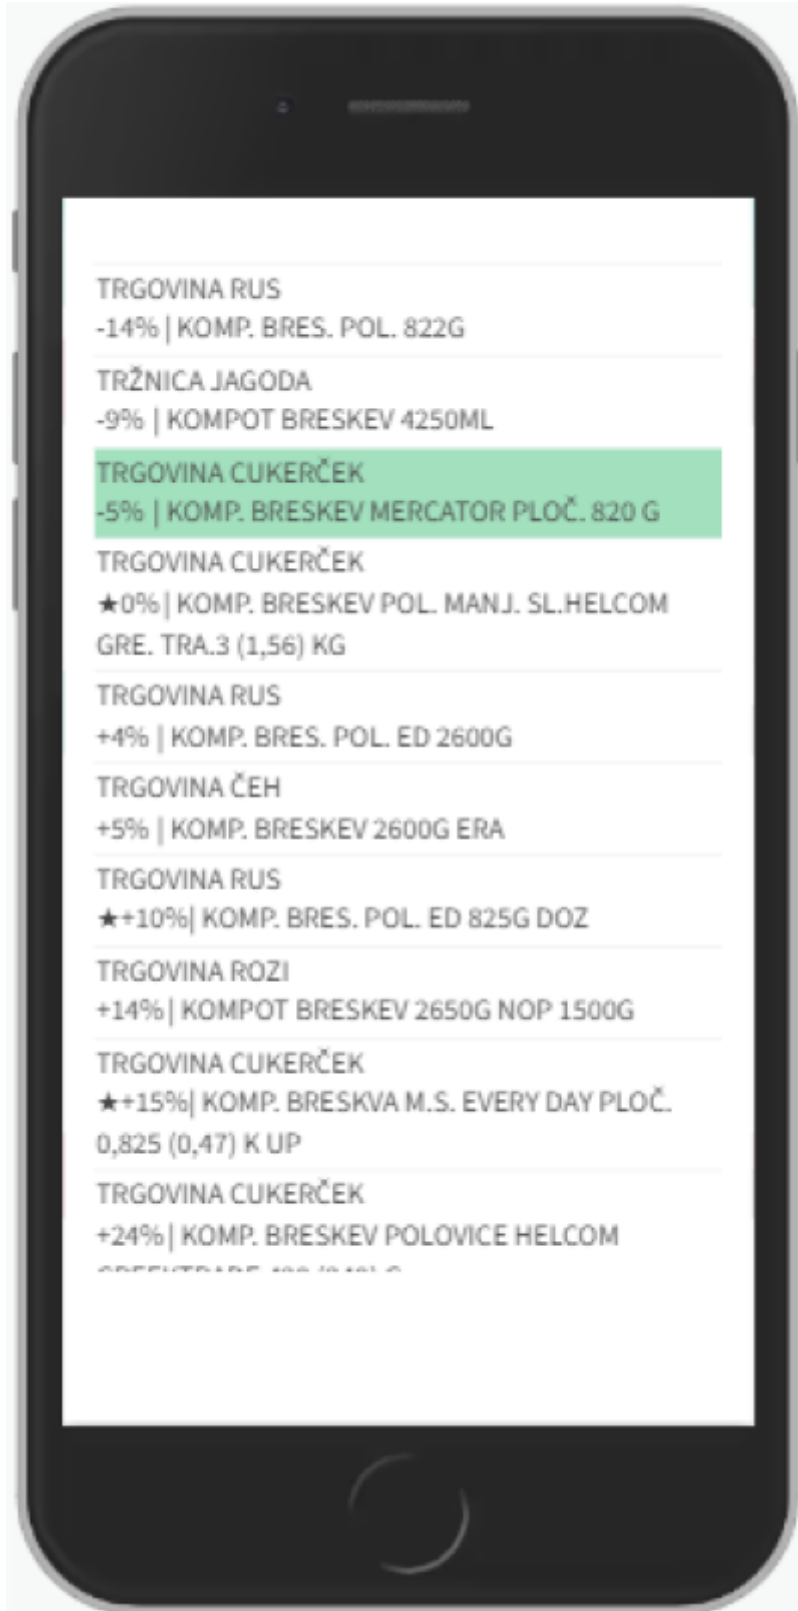 TRGOVINA RUS
-14% | KOMP. BRES. POL. 822G
TRŽNICA JAGODA
-9% | KOMPOT BRESKEV 4250ML
TRGOVINA CUKERČEK
-5% | KOMP. BRESKEV MERCATOR PLOČ. 820 G
TRGOVINA CUKERČEK
★0% | KOMP. BRESKEV POL. MANJ. SL.HELCOM
GRE. TRA.3 (1,56) KG
TRGOVINA RUS
+4% | KOMP. BRES. POL. ED 2600G
TRGOVINA ČEH
+5% | KOMP. BRESKEV 2600G ERA
TRGOVINA RUS
★+10%| KOMP. BRES. POL. ED 825G DOZ
TRGOVINA ROZI
+14% | KOMPOT BRESKEV 2650G NOP 1500G
TRGOVINA CUKERČEK
★+15%| KOMP. BRESKVA M.S. EVERY DAY PLOČ.
0,825 (0,47) K UP
TRGOVINA CUKERČEK
+24% | KOMP. BRESKEV POLOVICE HELCOM